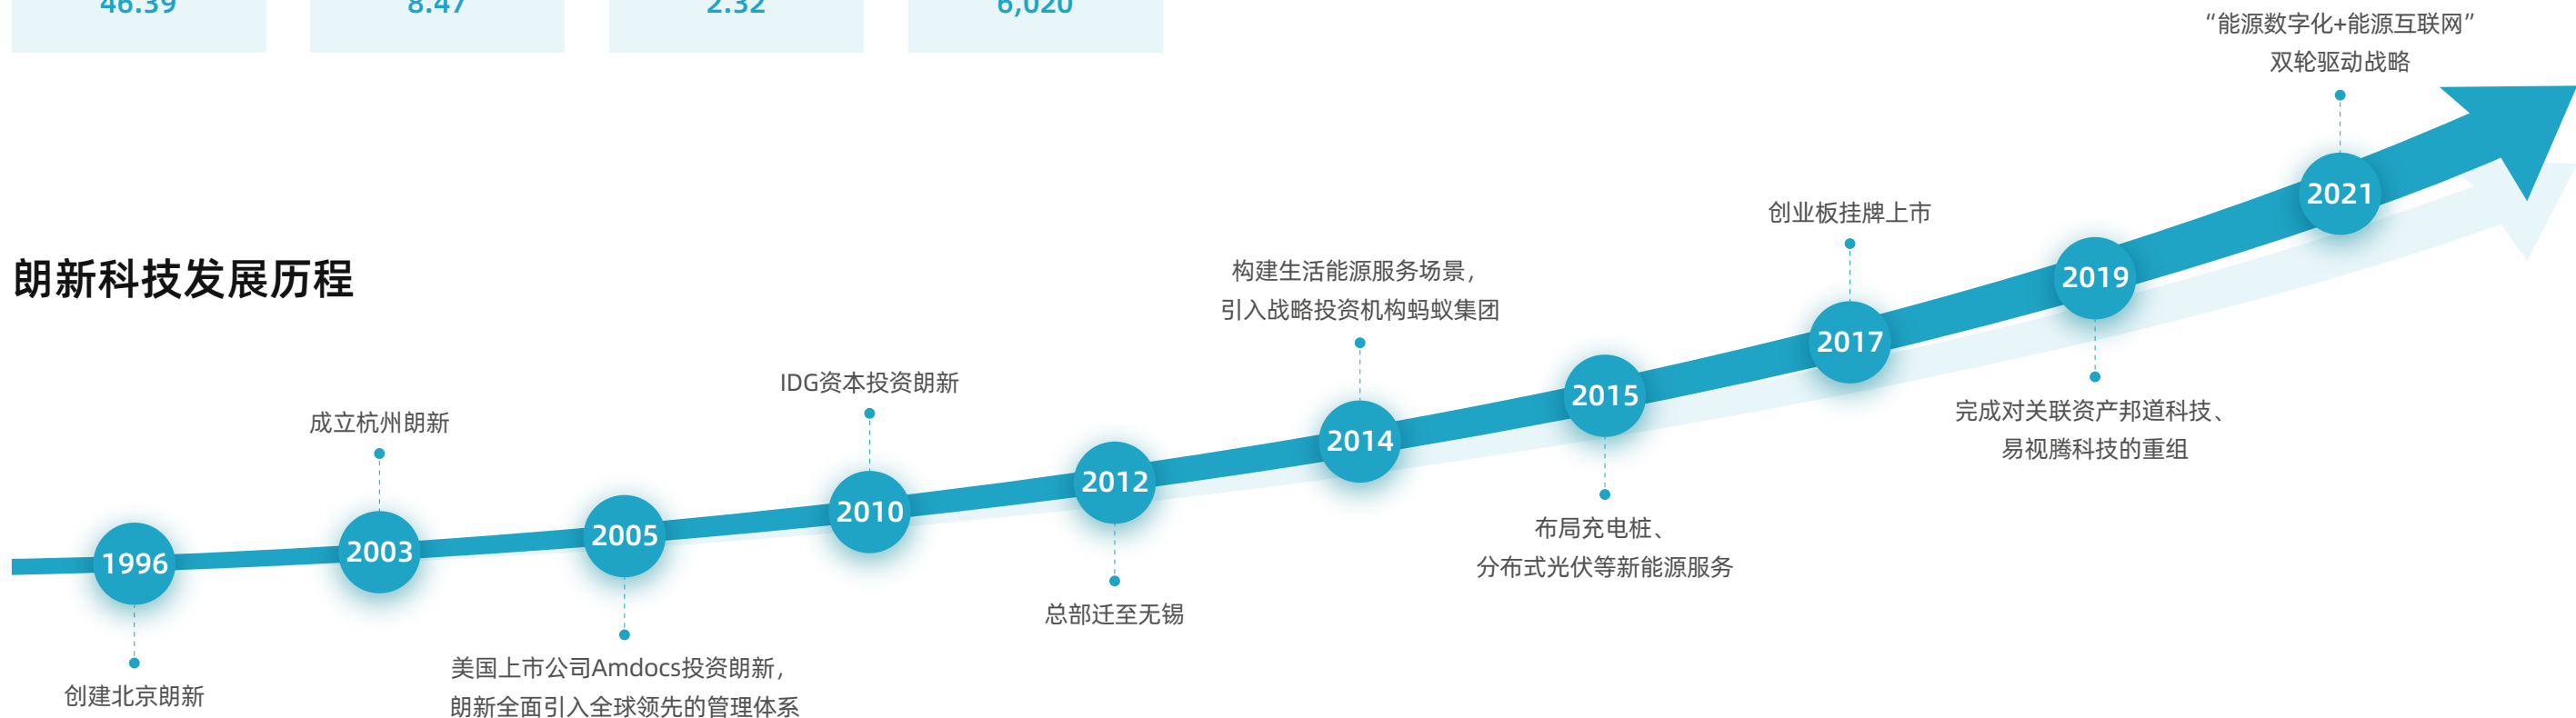 46.39
8.47
2.32
6,020
朗新科技发展历程
1996
创建北京朗新
2003
成立杭州朗新
2005
美国上市公司Amdocs投资朗新，
朗新全面引入全球领先的管理体系
2010
IDG资本投资朗新
2012
总部迁至无锡
2014
构建生活能源服务场景，
引入战略投资机构蚂蚁集团
2015
布局充电桩、
分布式光伏等新能源服务
2017
创业板挂牌上市
2019
完成对关联资产邦道科技、
易视腾科技的重组
2021
“能源数字化+能源互联网”
双轮驱动战略